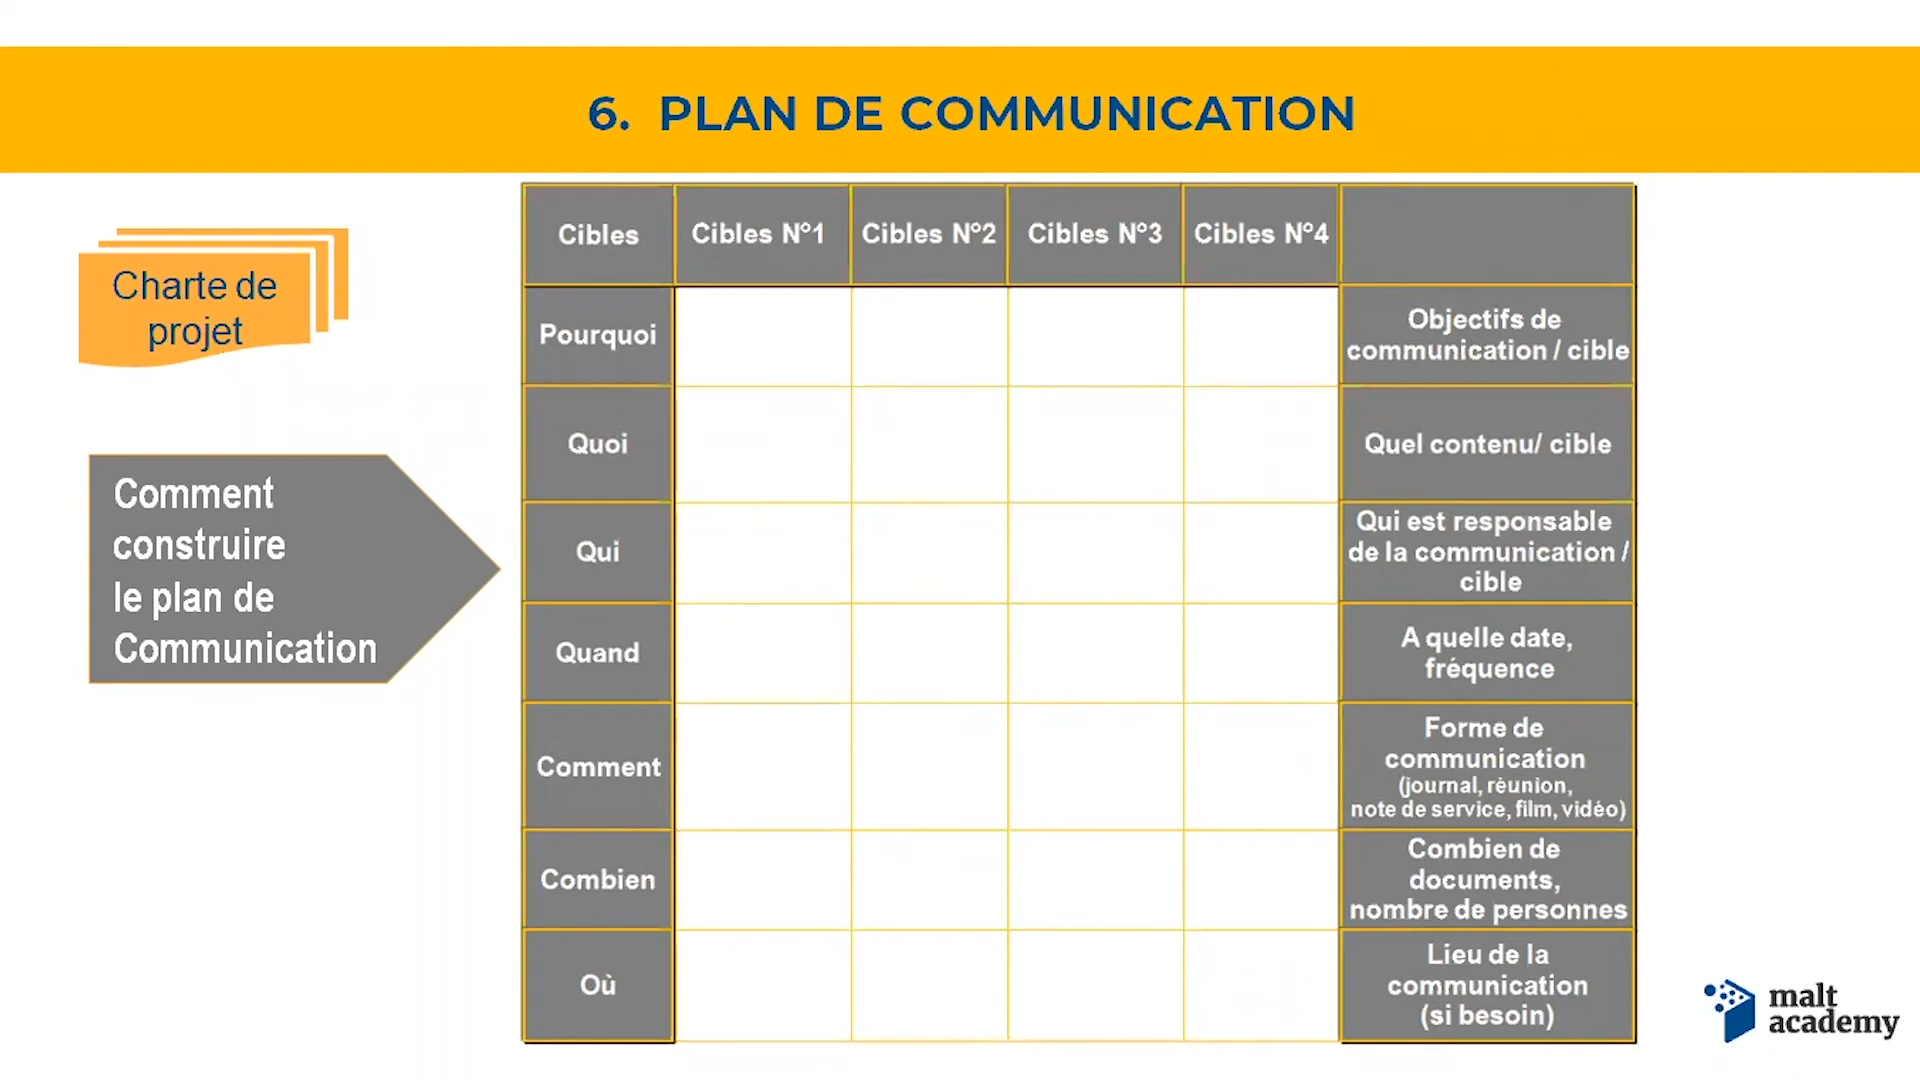 6. PLAN DE COMMUNICATION
Charte de
projet
Comment
construire
le plan de
Communication
Cibles
Cibles N°1
Cibles N°2
Cibles N°3
Cibles N°4
Pourquoi
Objectifs de
communication / cible
Quoi
Quel contenu/ cible
Qui
Qui est responsable
de la communication /
cible
Quand
A quelle date,
fréquence
Comment
Forme de
communication
(journal, réunion,
note de service, film, vidéo)
Combien
Combien de
documents,
nombre de personnes
Où
Lieu de la
communication
(si besoin)
malt
academy